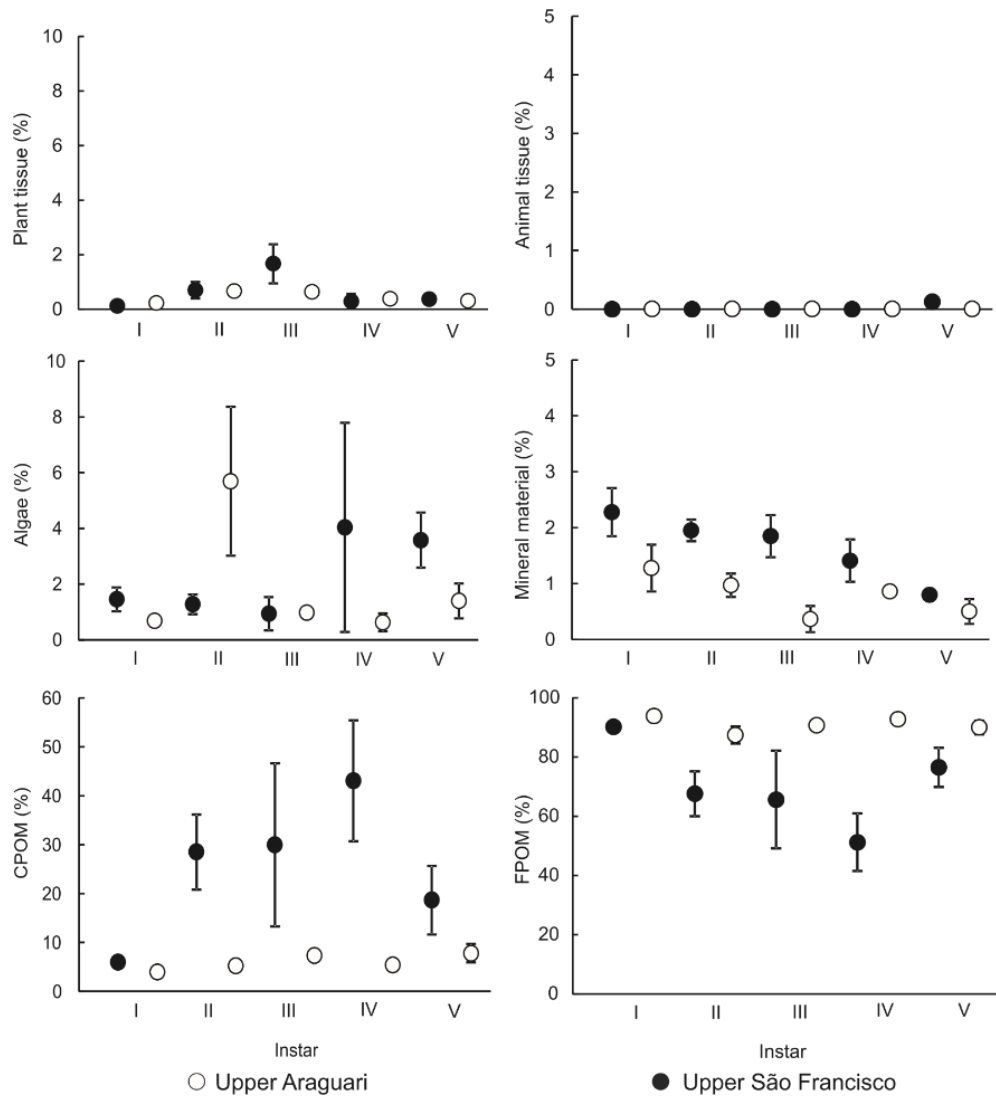 Plant tissue (%)
10
8
6
4
2
0
I II III IV V
Animal tissue (%)
5
4
3
2
1
0
I II III IV V
Algae (%)
10
8
6
4
2
0
I II III IV V
Mineral material (%)
5
4
3
2
1
0
I II III IV V
CPOM (%)
60
50
40
30
20
10
0
I II III IV V
Instar
FPOM (%)
100
80
60
40
20
0
I II III IV V
Instar
Upper Araguari
Upper São Francisco